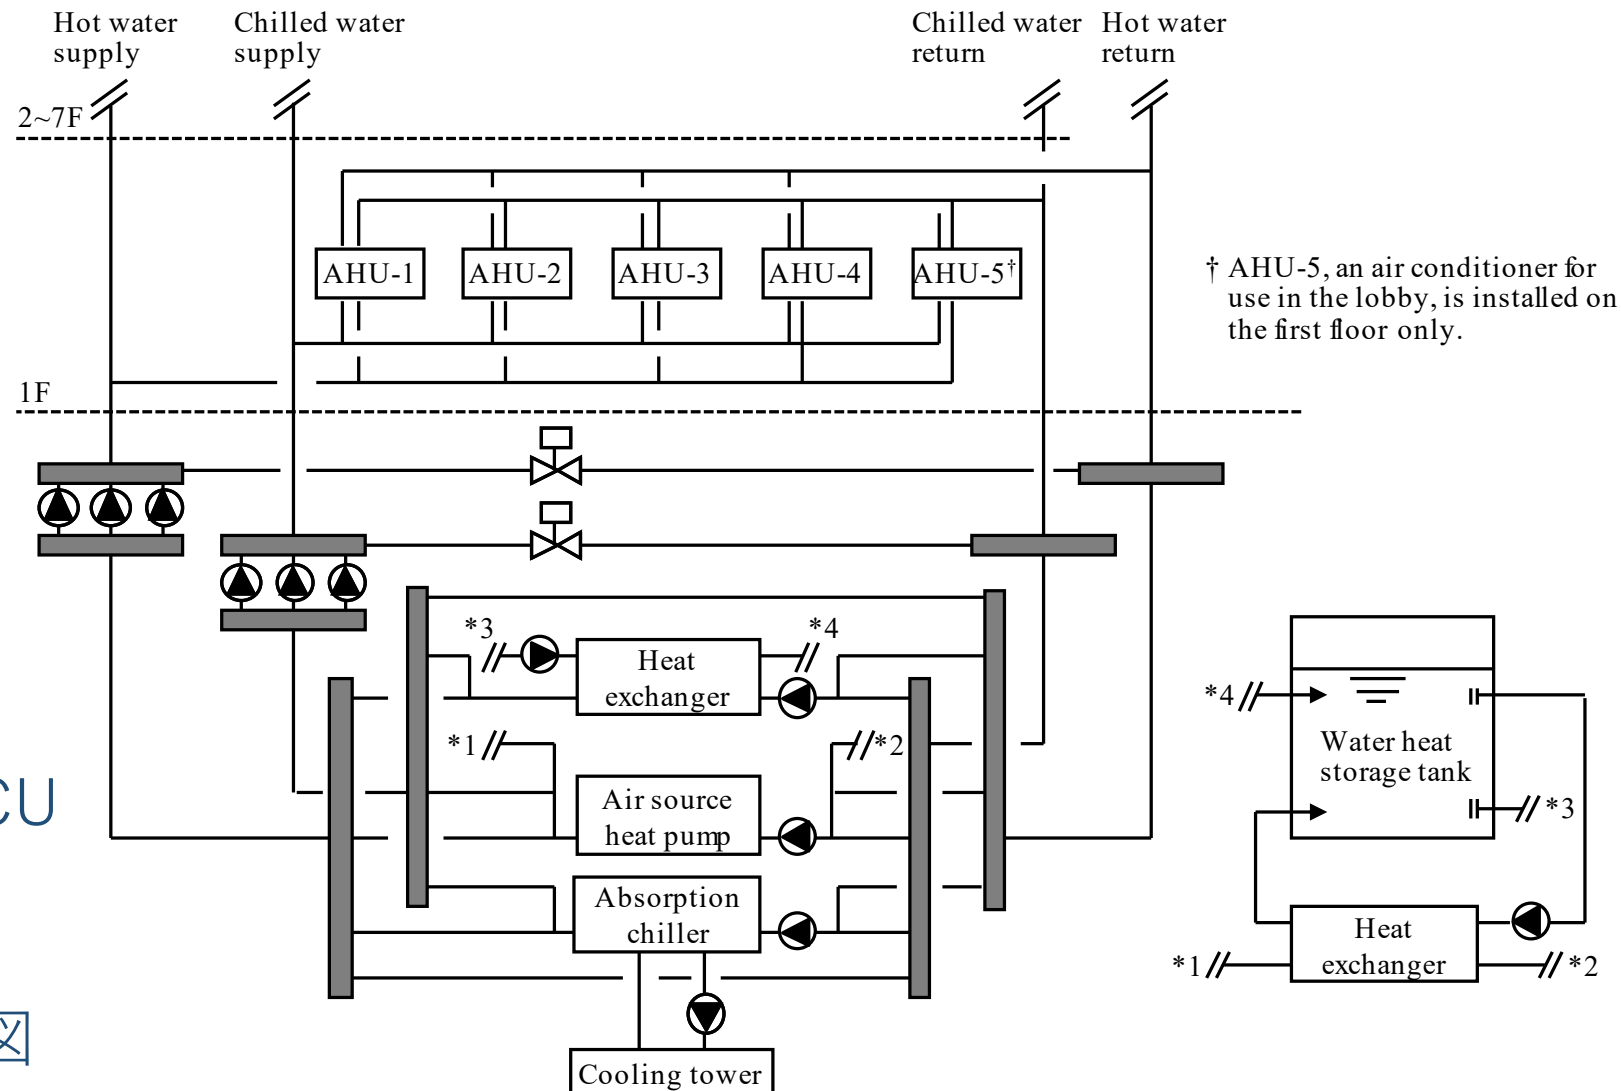 Hot water
supply
Chilled water
supply
Chilled water
return
Hot water
return
2~7F
AHU-1
AHU-2
AHU-3
AHU-4
AHU-5†
† AHU-5, an air conditioner for
use in the lobby, is installed on
the first floor only.
1F
*3
*4
Heat
exchanger
*1
*2
Air source
heat pump
Absorption
chiller
Cooling tower
*4
Water heat
storage tank
*3
Heat
exchanger
*1
*2
CU
図